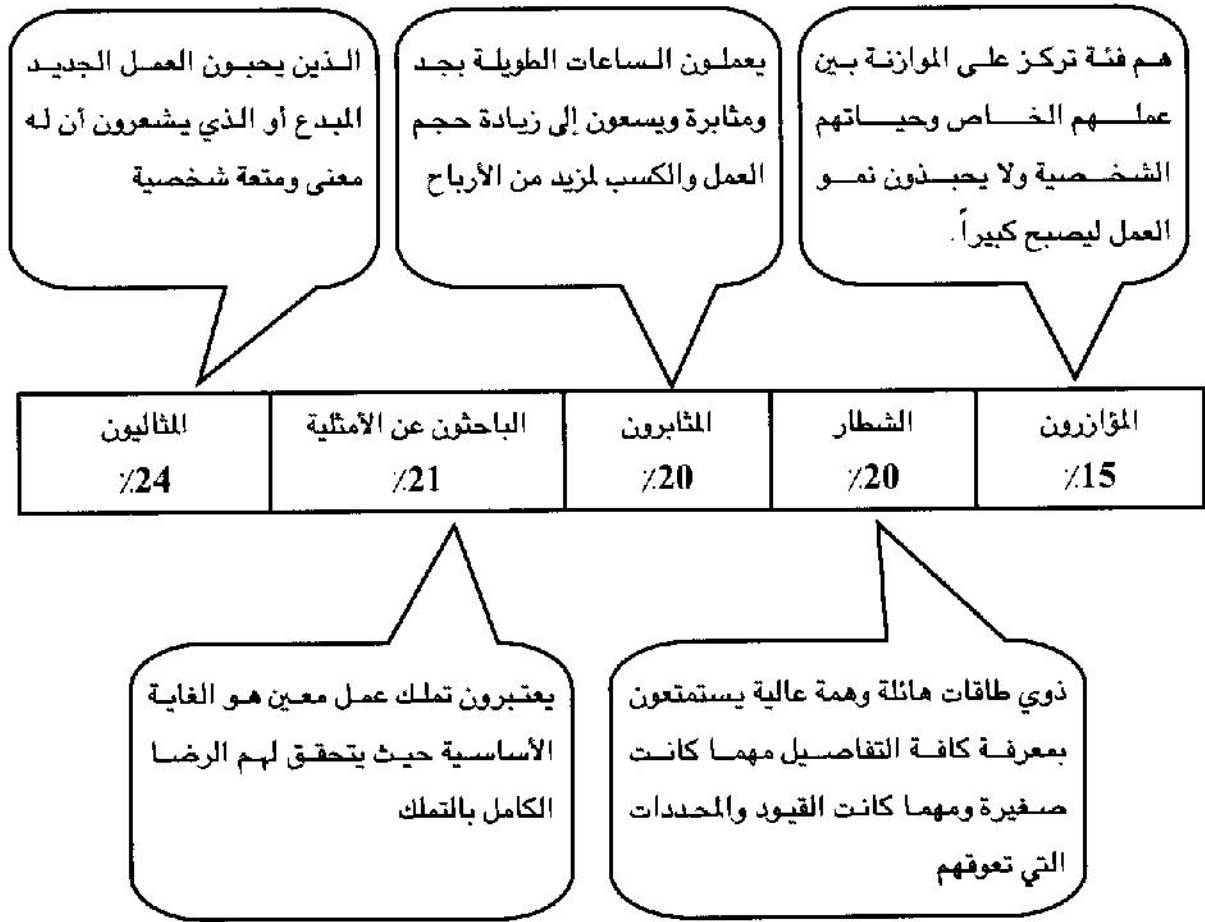 هم فئة تركز على الموازنة بين
عملهم الخاص وحياتهم
الشخصية ولا يحبذون نمو
العمل ليصبح كبيراً.
يعملون الساعات الطويلة بجد
ومثابرة ويسعون إلى زيادة حجم
العمل والكسب لمزيد من الأرباح
الذين يحبون العمل الجديد
المبدع أو الذي يشعرون أن له
معنى ومتعة شخصية
المؤازرون
15٪
الشطار
20٪
المثابرون
20٪
الباحثون عن الأمثلية
21٪
المثاليون
24٪
ذوي طاقات هائلة وهمة عالية يستمتعون
بمعرفة كافة التفاصيل مهما كانت
صغيرة ومهما كانت القيود والمحددات
التي تعوقهم
يعتبرون تملك عمل معين هو الغاية
الأساسية حيث يتحقق لهم الرضا
الكامل بالتملك